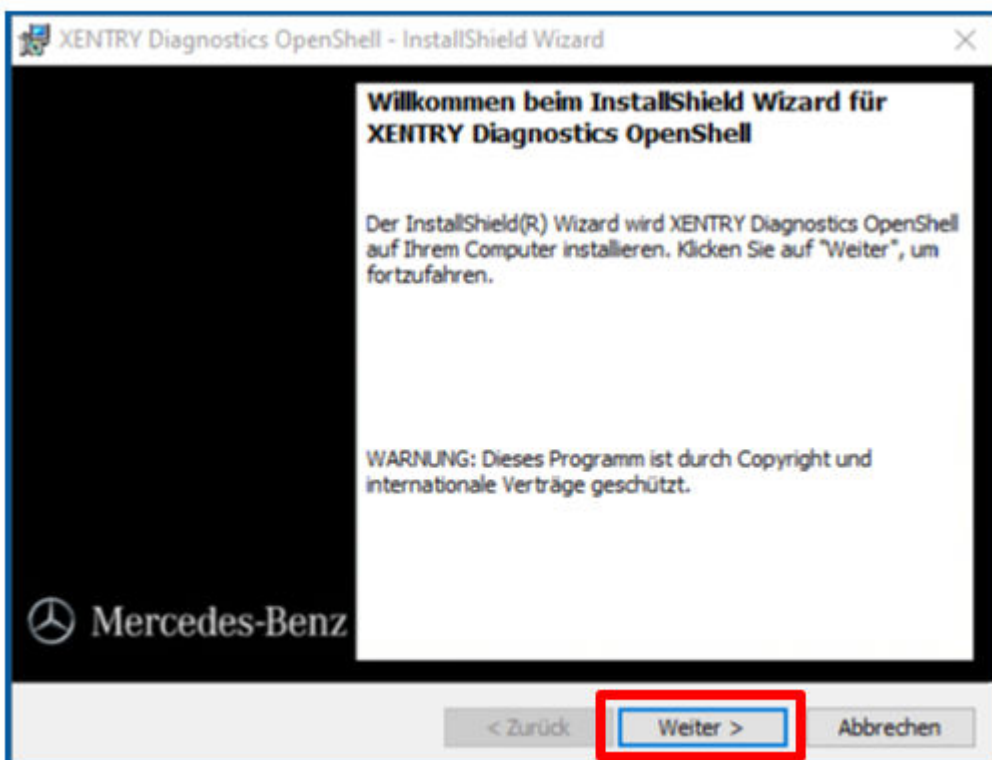 XENTRY Diagnostics OpenShell - InstallShield Wizard
Willkommen beim InstallShield Wizard für
XENTRY Diagnostics OpenShell
Der InstallShield(R) Wizard wird XENTRY Diagnostics OpenShell
auf Ihrem Computer installieren. Klicken Sie auf "Weiter", um
fortzufahren.
WARNUNG: Dieses Programm ist durch Copyright und
internationale Verträge geschützt.
Mercedes-Benz
< Zurück Weiter > Abbrechen